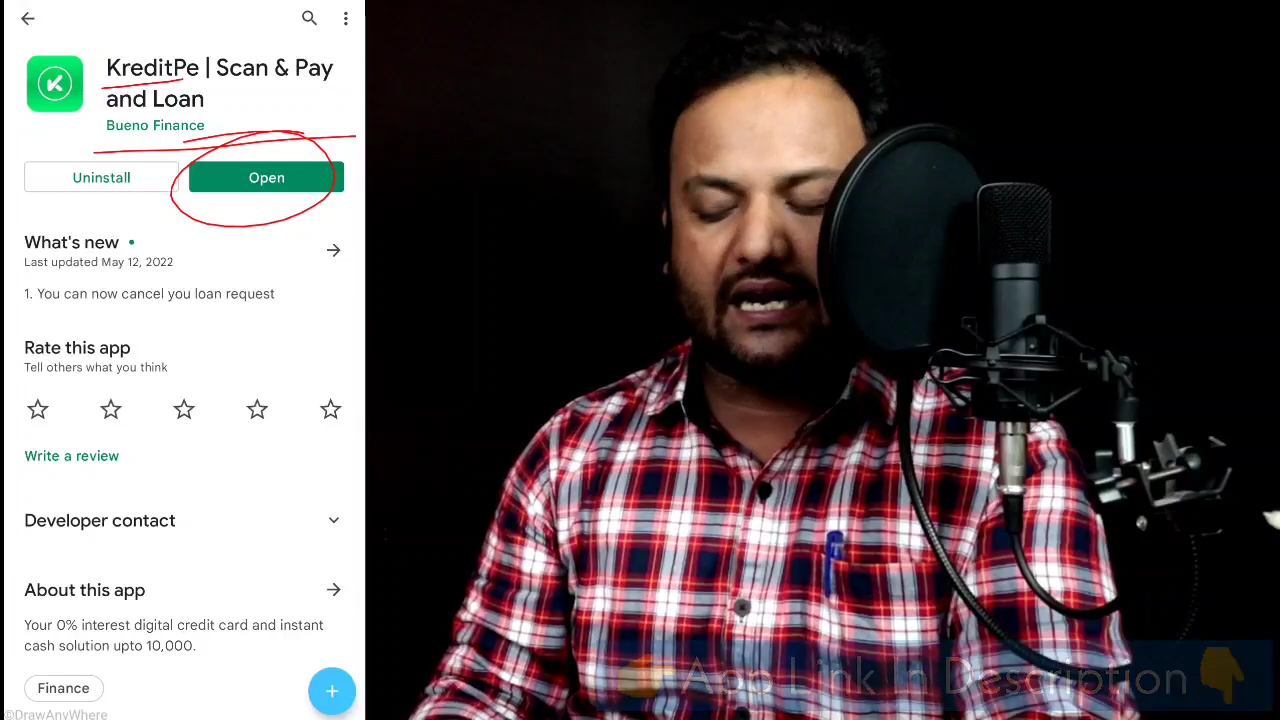 KreditPe | Scan & Pay
and Loan
Bueno Finance
Uninstall
Open
What's new
Last updated May 12, 2022
1. You can now cancel you loan request
Rate this app
Tell others what you think
Write a review
Developer contact
About this app
Your 0% interest digital credit card and instant
cash solution upto 10,000.
Finance
©DrawAnyWhere
App Link In Description